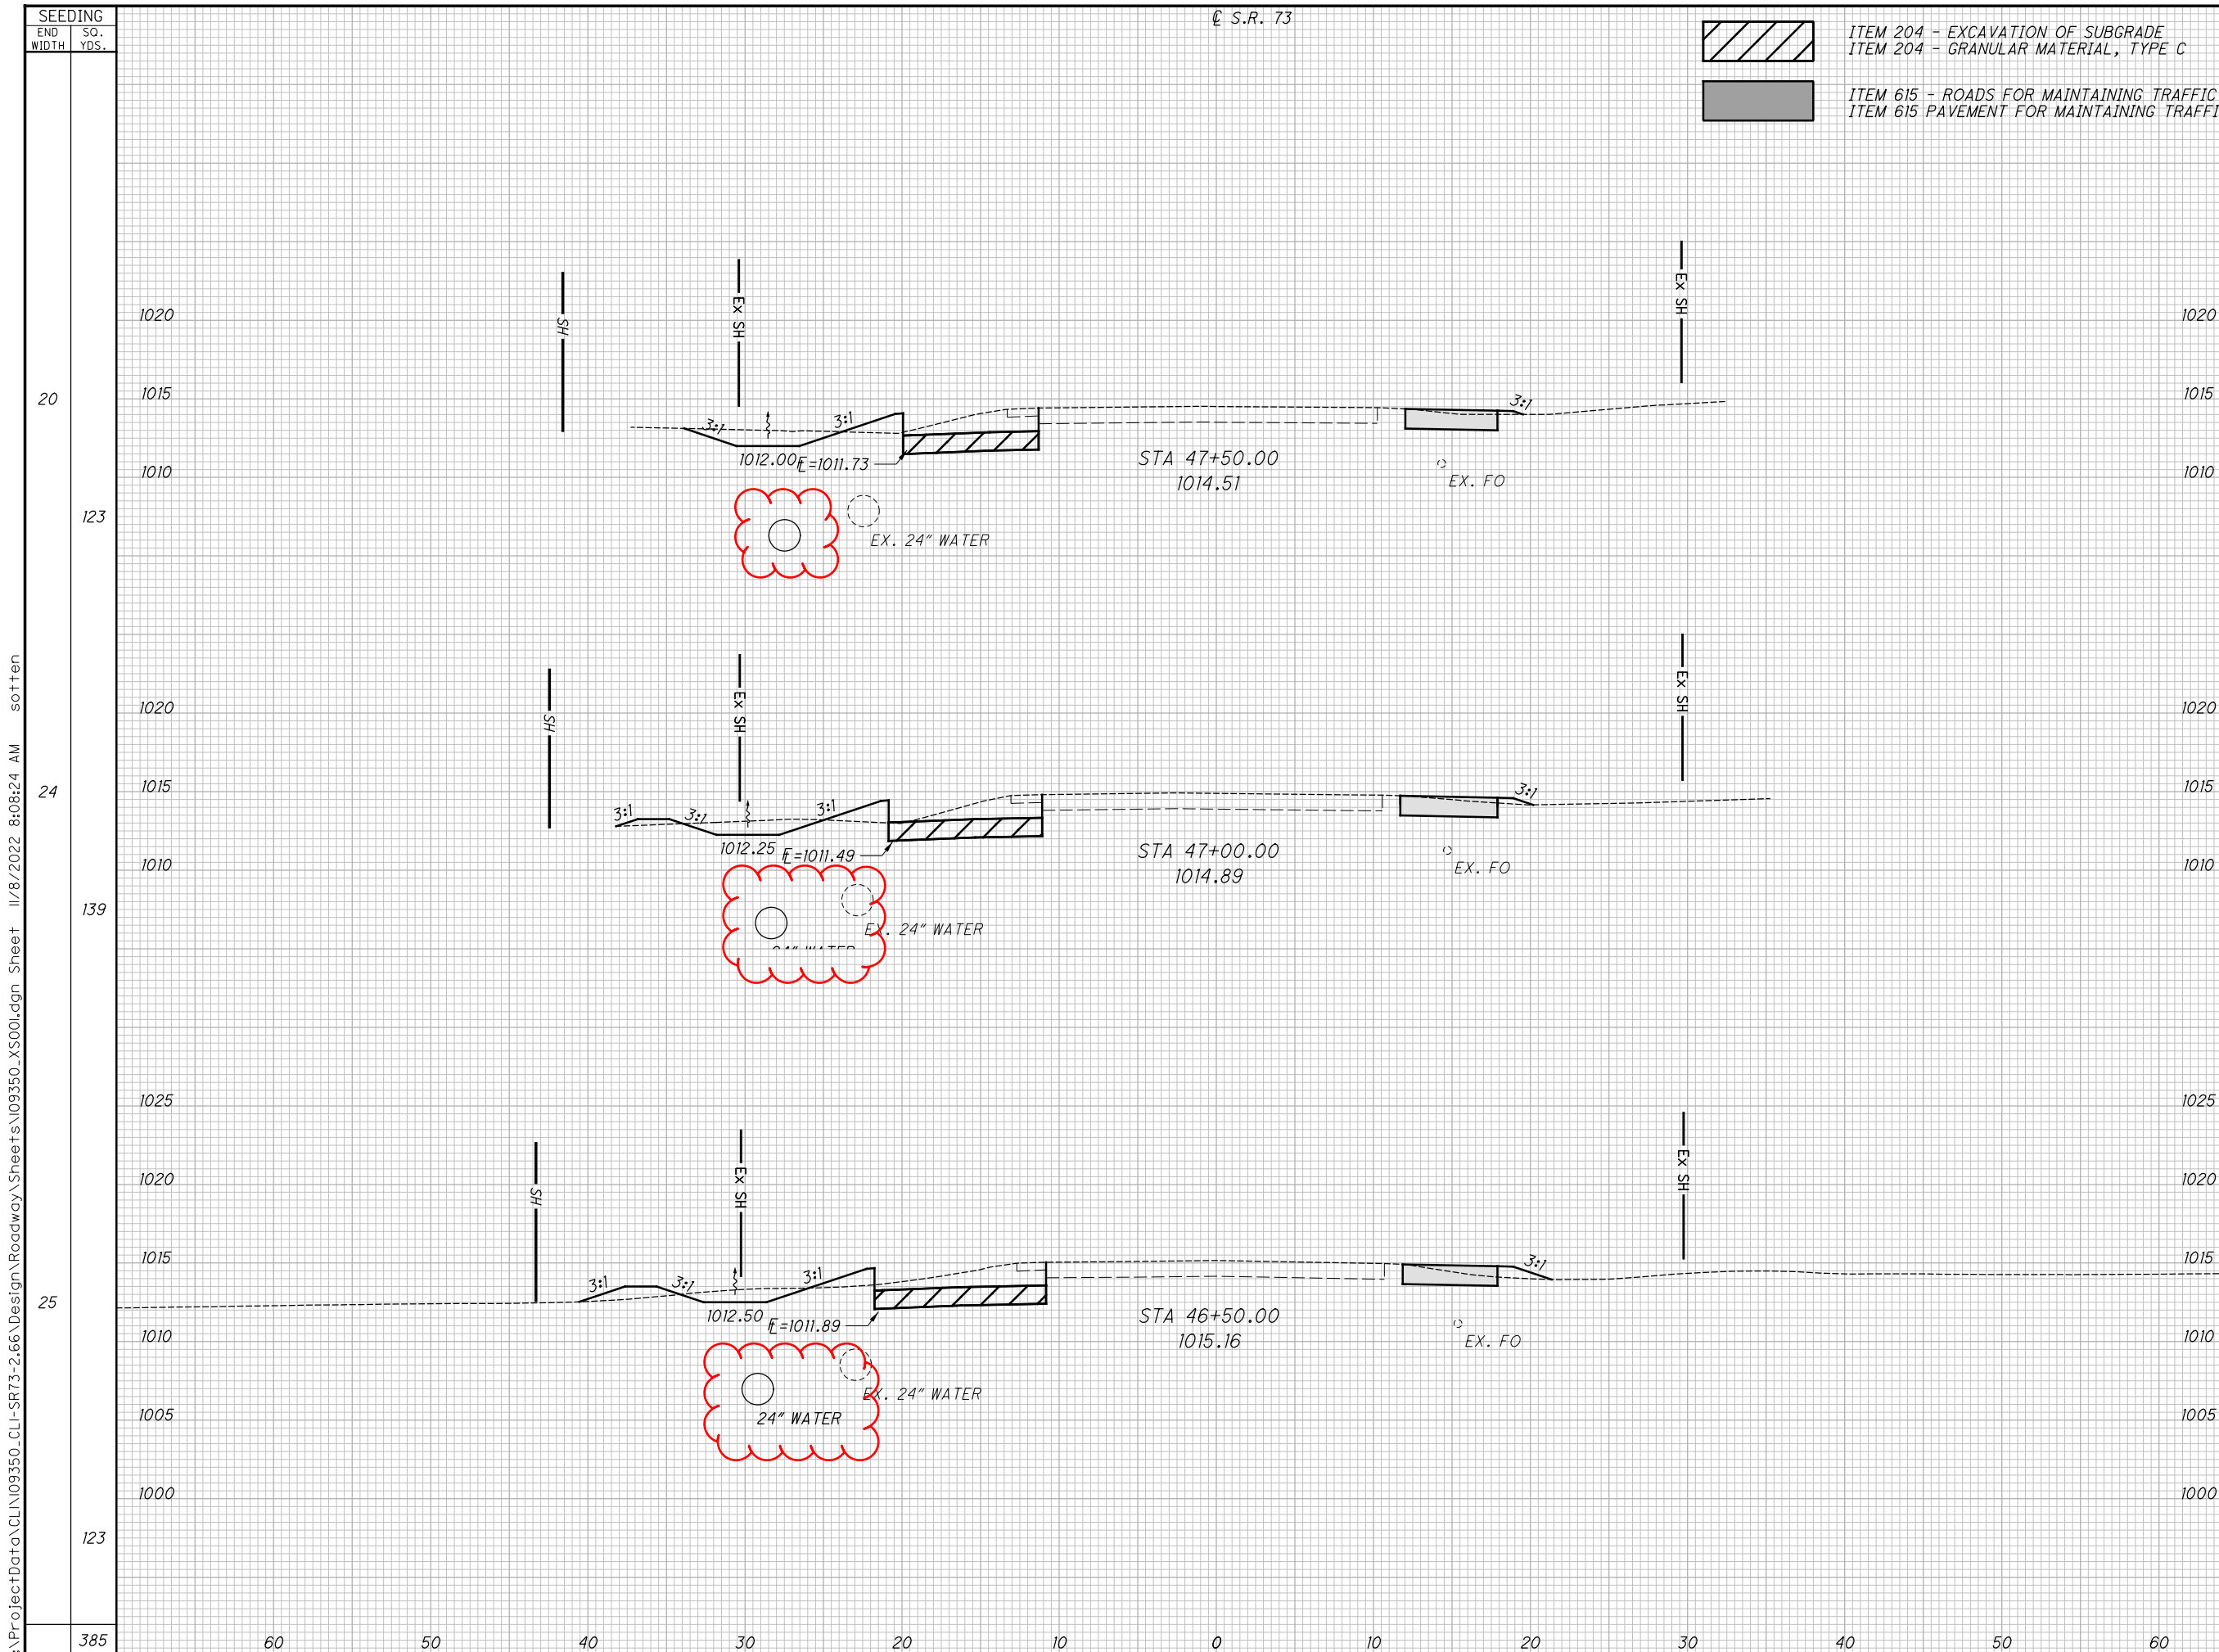 SEEDING
END WIDTH
SQ. YDS.
℄ S.R. 73
ITEM 204 - EXCAVATION OF SUBGRADE
ITEM 204 - GRANULAR MATERIAL, TYPE C
ITEM 615 - ROADS FOR MAINTAINING TRAFFIC
ITEM 615 PAVEMENT FOR MAINTAINING
SH
Ex SH
Ex SH
1020
1020
20
1015
1015
3:1
3:1
3:1
1012.00
=1011.73
STA 47+50.00
1014.51
1010
1010
EX. FO
123
EX. 24" WATER
SH
Ex SH
Ex SH
1020
1020
24
1015
1015
3:1
3:1
3:1
3:1
1012.25
=1011.49
STA 47+00.00
1014.89
1010
1010
EX. FO
139
EX. 24" WATER
1025
1025
SH
Ex SH
Ex SH
1020
1020
1015
1015
25
3:1
3:1
3:1
3:1
1012.50
=1011.89
STA 46+50.00
1015.16
1010
1010
EX. FO
EX. 24" WATER
24" WATER
1005
1005
1000
1000
123
385
60 50 40 30 20 10 0 10 20 30 40 50 60
\ProjectData\CLI\109350_CLI-SR73-2.66\Design\Roadway\Sheets\109350_XS001.dgn Sheet 11/8/2022 8:08:24 AM sotten